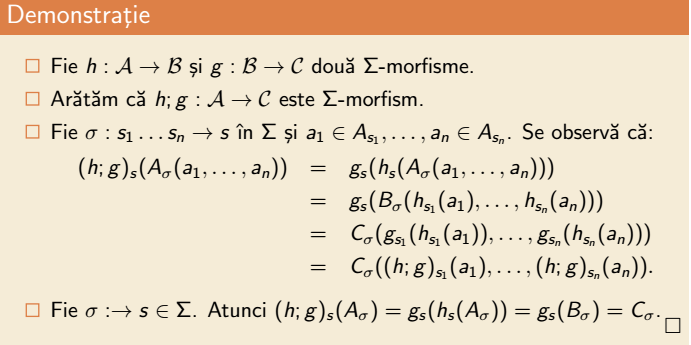 Demonstrație
□ Fie h : 𝒜 → ℬ și g : ℬ → 𝒞 două Σ-morfisme.
□ Arătăm că h; g : 𝒜 → 𝒞 este Σ-morfism.
□ Fie σ : s₁ … sₙ → s în Σ și a₁ ∈ A_{s₁}, …, aₙ ∈ A_{sₙ}. Se observă că:
(h; g)ₛ(A_σ(a₁, …, aₙ)) = gₛ(hₛ(A_σ(a₁, …, aₙ)))
= gₛ(B_σ(h_{s₁}(a₁), …, h_{sₙ}(aₙ)))
= C_σ(g_{s₁}(h_{s₁}(a₁)), …, g_{sₙ}(h_{sₙ}(aₙ)))
= C_σ((h; g)_{s₁}(a₁), …, (h; g)_{sₙ}(aₙ)).
□ Fie σ :→ s ∈ Σ. Atunci (h; g)ₛ(A_σ) = gₛ(hₛ(A_σ)) = gₛ(B_σ) = C_σ. □